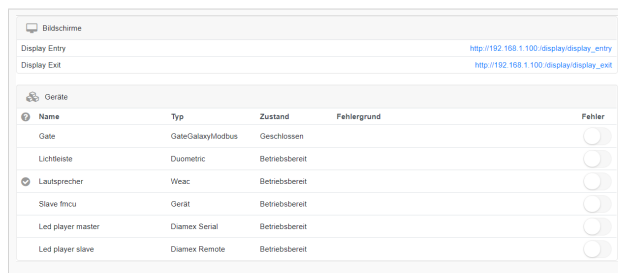 Bildschirme
Display Entry http://192.168.1.100:/display/display_entry
Display Exit http://192.168.1.100:/display/display_exit
Geräte
Name Typ Zustand Fehlergrund Fehler
Gate GateGalaxyModbus Geschlossen
Lichtleiste Duometric Betriebsbereit
Lautsprecher Weac Betriebsbereit
Slave fmcu Gerät Betriebsbereit
Led player master Diamex Serial Betriebsbereit
Led player slave Diamex Remote Betriebsbereit